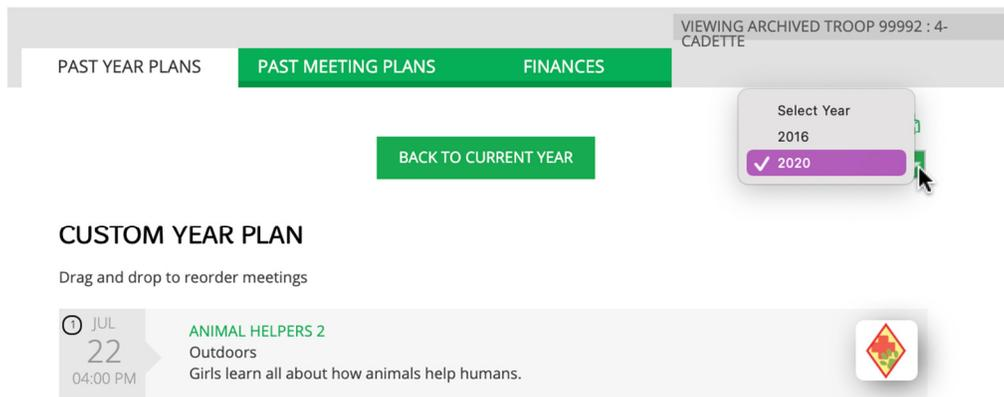 VIEWING ARCHIVED TROOP 99992 : 4-
CADETTE
PAST YEAR PLANS
PAST MEETING PLANS
FINANCES
Select Year
2016
2020
BACK TO CURRENT YEAR
CUSTOM YEAR PLAN
Drag and drop to reorder meetings
1 JUL
22
04:00 PM
ANIMAL HELPERS 2
Outdoors
Girls learn all about how animals help humans.